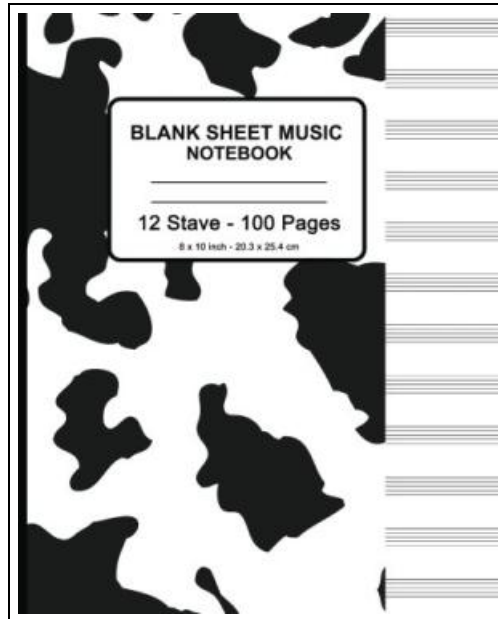 BLANK SHEET MUSIC
NOTEBOOK
12 Stave - 100 Pages
8 x 10 inch - 20.3 x 25.4 cm